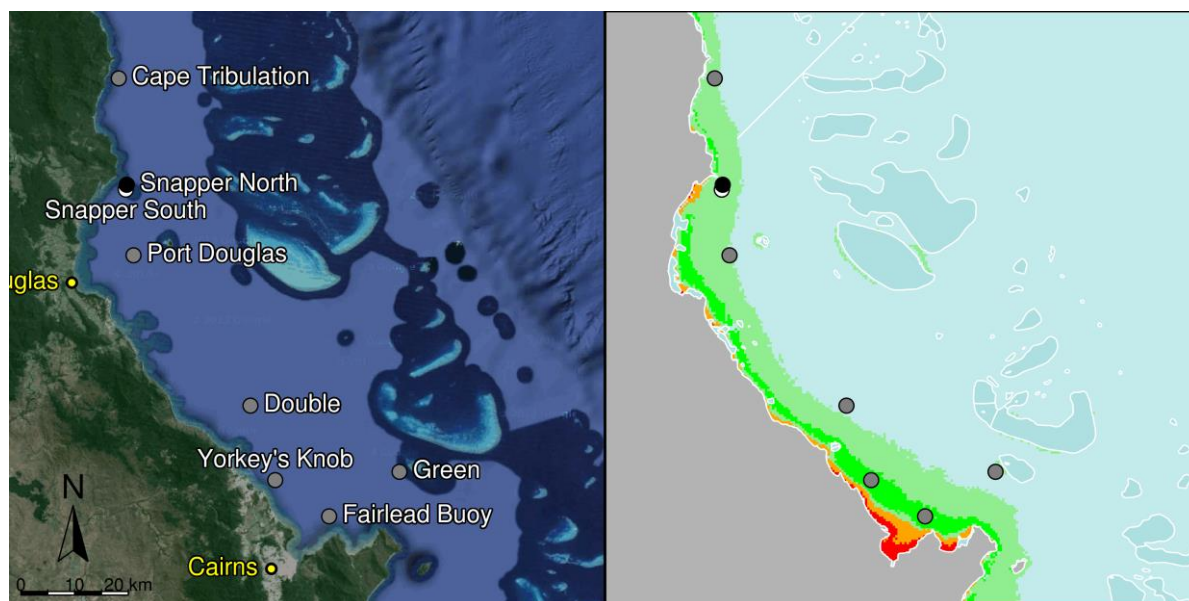 Cape Tribulation
Snapper North
Snapper South
Port Douglas
uglas
Double
Yorkey's Knob
Green
N
Fairlead Buoy
Cairns
0 10 20 km